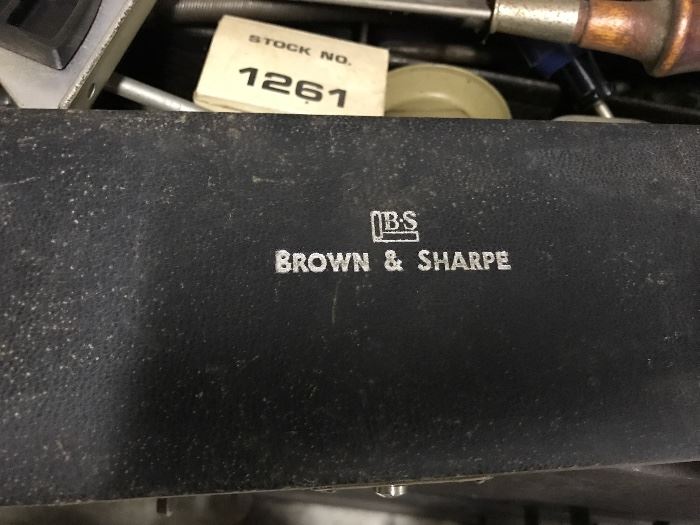 STOCK NO.
1261
B·S
BROWN & SHARPE